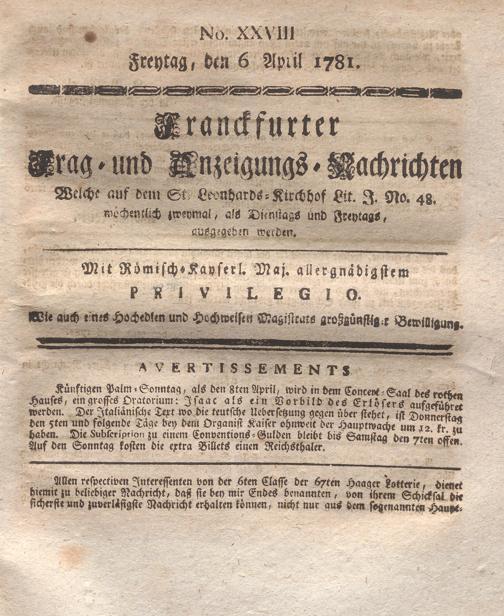 No. XXVIII
Freytag, den 6 April 1781.
Franckfurter
Frag- und Anzeigungs-Nachrichten
Welche auf dem St. Leonhards-Kirchhof Lit. J. No. 48.
wöchentlich zweymal, als Dienstags und Freytags,
ausgegeben werden.
Mit Römisch-Kayserl. Maj. allergnädigstem
PRIVILEGIO.
Wie auch eines Hochedlen und Hochweisen Magistrats großgünstiger Bewilligung.
AVERTISSEMENTS
Künftigen Palm-Sonntag, als den 8ten April, wird in dem Concert-Saal des rothen
Hauses, ein grosses Oratorium: Isaac als ein Vorbild des Erlösers aufgeführet
werden. Der Italiänische Text wo die teutsche Uebersetzung gegen über stehet, ist Donnerstag
den 5ten und folgende Täge bey dem Organist Kaiser ohnweit der Hauptwache um 12. kr. zu
haben. Die Subscription zu einem Conventions-Gulden bleibt bis Samstag den 7ten offen.
Auf den Sonntag kosten die extra Billets einen Reichsthaler.
Allen respectiven Interessenten von der 6ten Classe der 67ten Haager Lotterie, dienet
hiemit zu beliebiger Nachricht, daß sie bey mir Endes benannten, von ihrem Schicksal die
sicherste und zuverläßigste Nachricht erhalten können, nicht nur aus dem sogenannten Haupt-